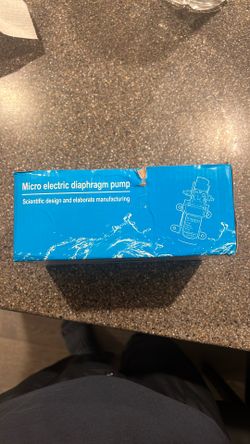 Micro electric diaphragm pump
Scientific design and elaborate manufacturing